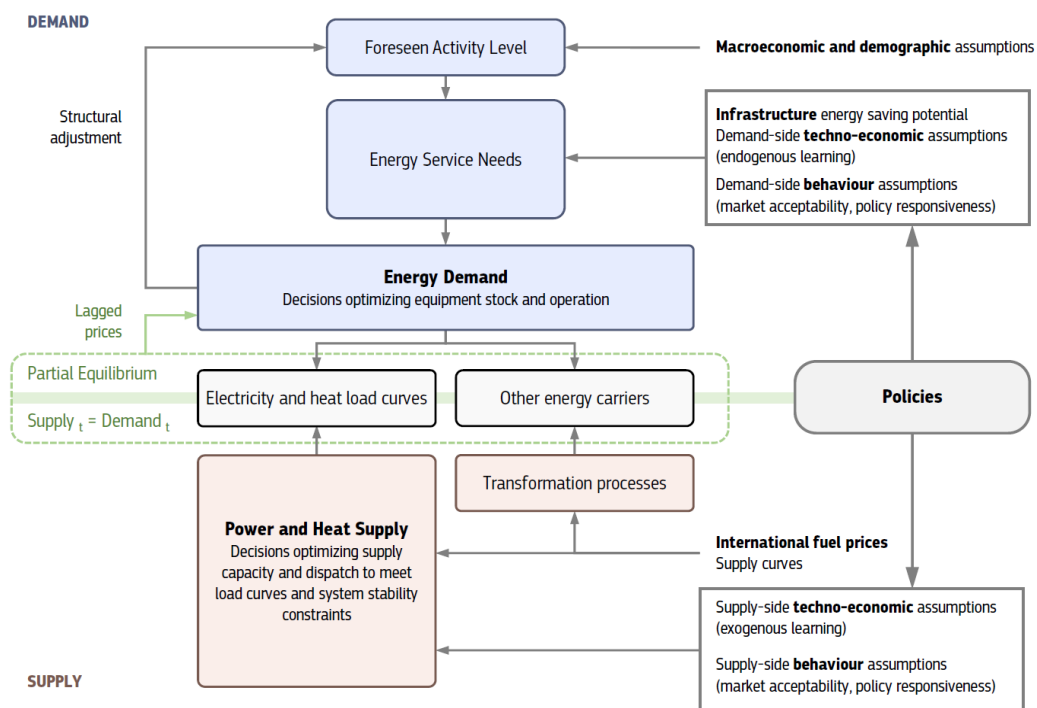 DEMAND
Foreseen Activity Level
Macroeconomic and demographic assumptions
Structural
adjustment
Infrastructure energy saving potential
Demand-side techno-economic assumptions
(endogenous learning)
Demand-side behaviour assumptions
(market acceptability, policy responsiveness)
Energy Service Needs
Energy Demand
Decisions optimizing equipment stock and operation
Lagged
prices
Partial Equilibrium
Supply t = Demand t
Electricity and heat load curves
Other energy carriers
Policies
Transformation processes
Power and Heat Supply
Decisions optimizing supply
capacity and dispatch to meet
load curves and system stability
constraints
International fuel prices
Supply curves
Supply-side techno-economic assumptions
(exogenous learning)
Supply-side behaviour assumptions
(market acceptability, policy responsiveness)
SUPPLY